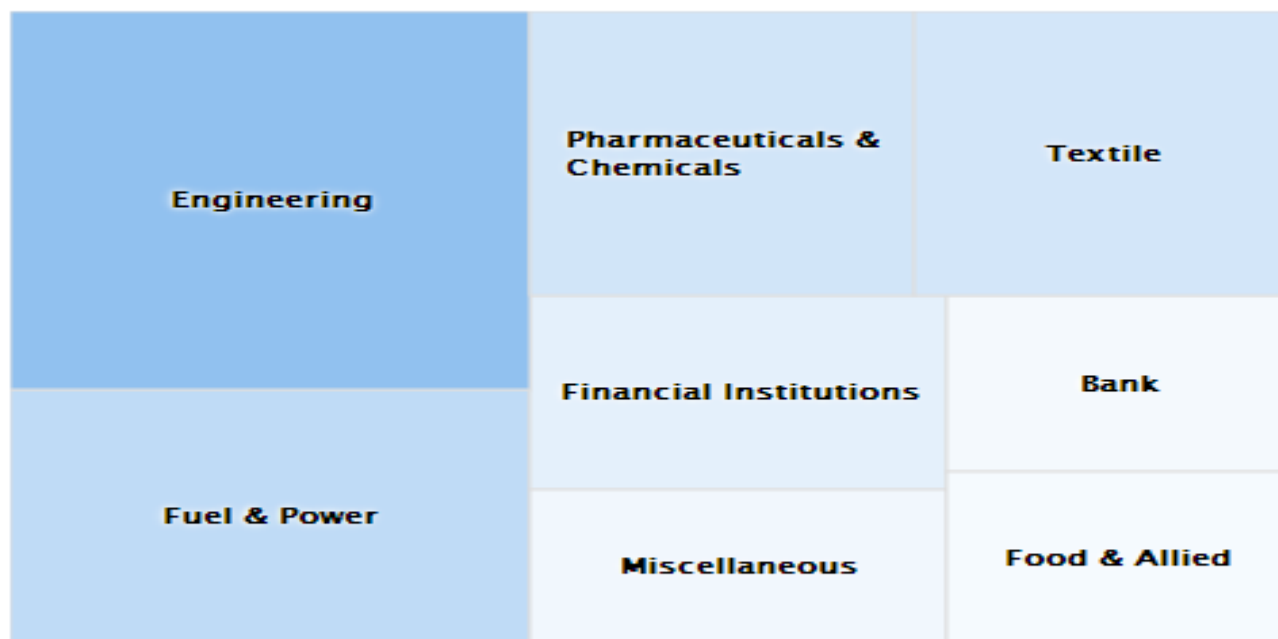 Engineering
Pharmaceuticals &
Chemicals
Textile
Financial Institutions
Bank
Fuel & Power
Miscellaneous
Food & Allied